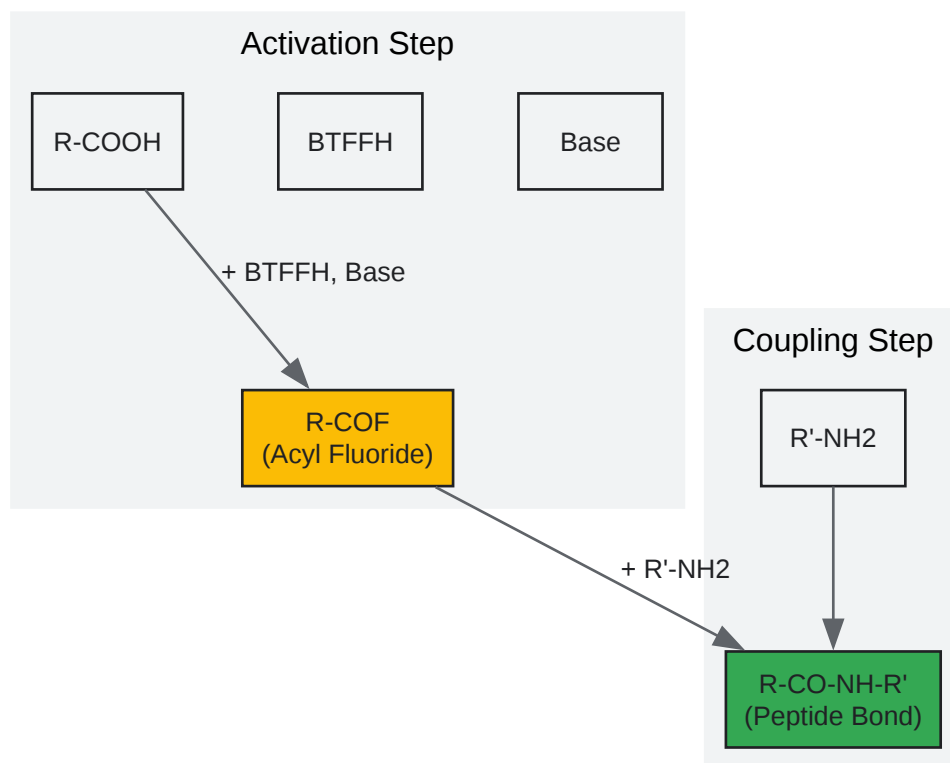 Activation Step
R-COOH
BTFFH
Base
+ BTFFH, Base
R-COF
(Acyl Fluoride)
Coupling Step
R'-NH2
+ R'-NH2
R-CO-NH-R'
(Peptide Bond)